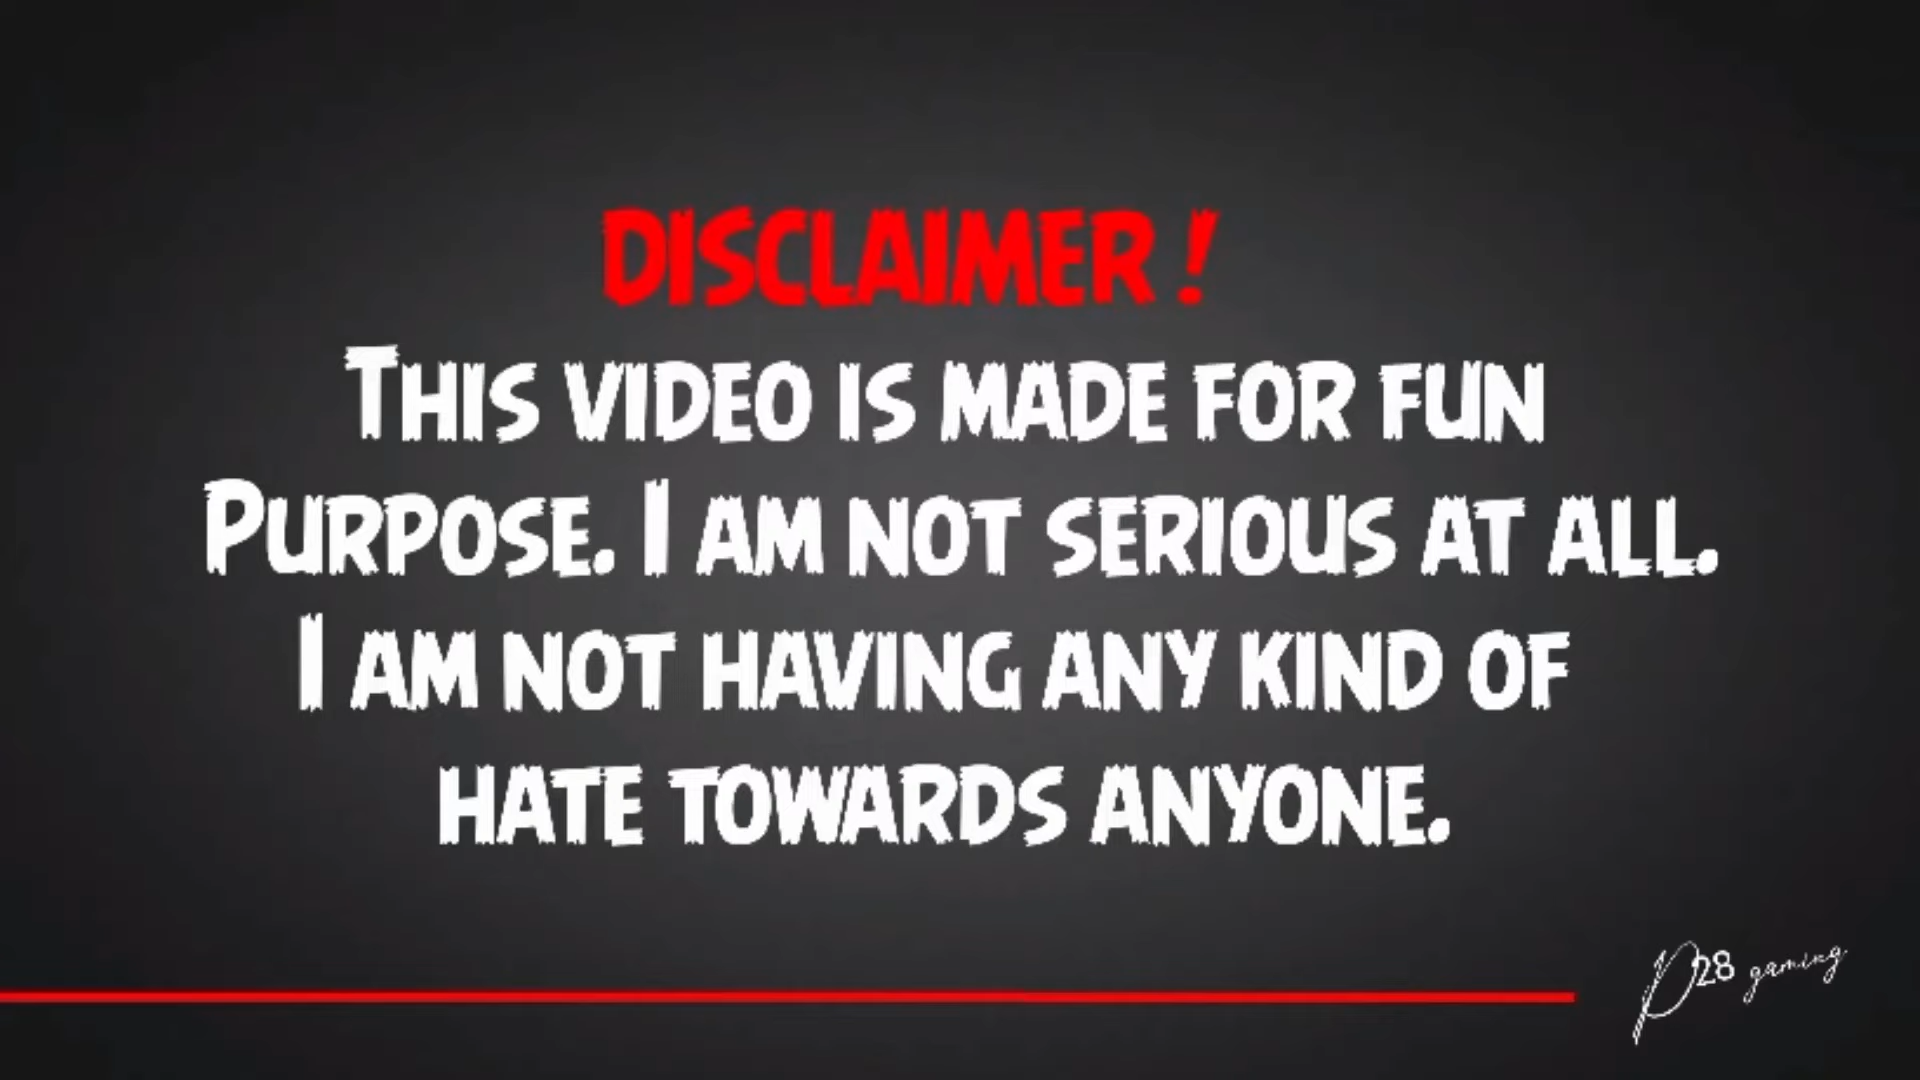 DISCLAIMER !
THIS VIDEO IS MADE FOR FUN
PURPOSE. I AM NOT SERIOUS AT ALL.
I AM NOT HAVING ANY KIND OF
HATE TOWARDS ANYONE.
P28 gaming